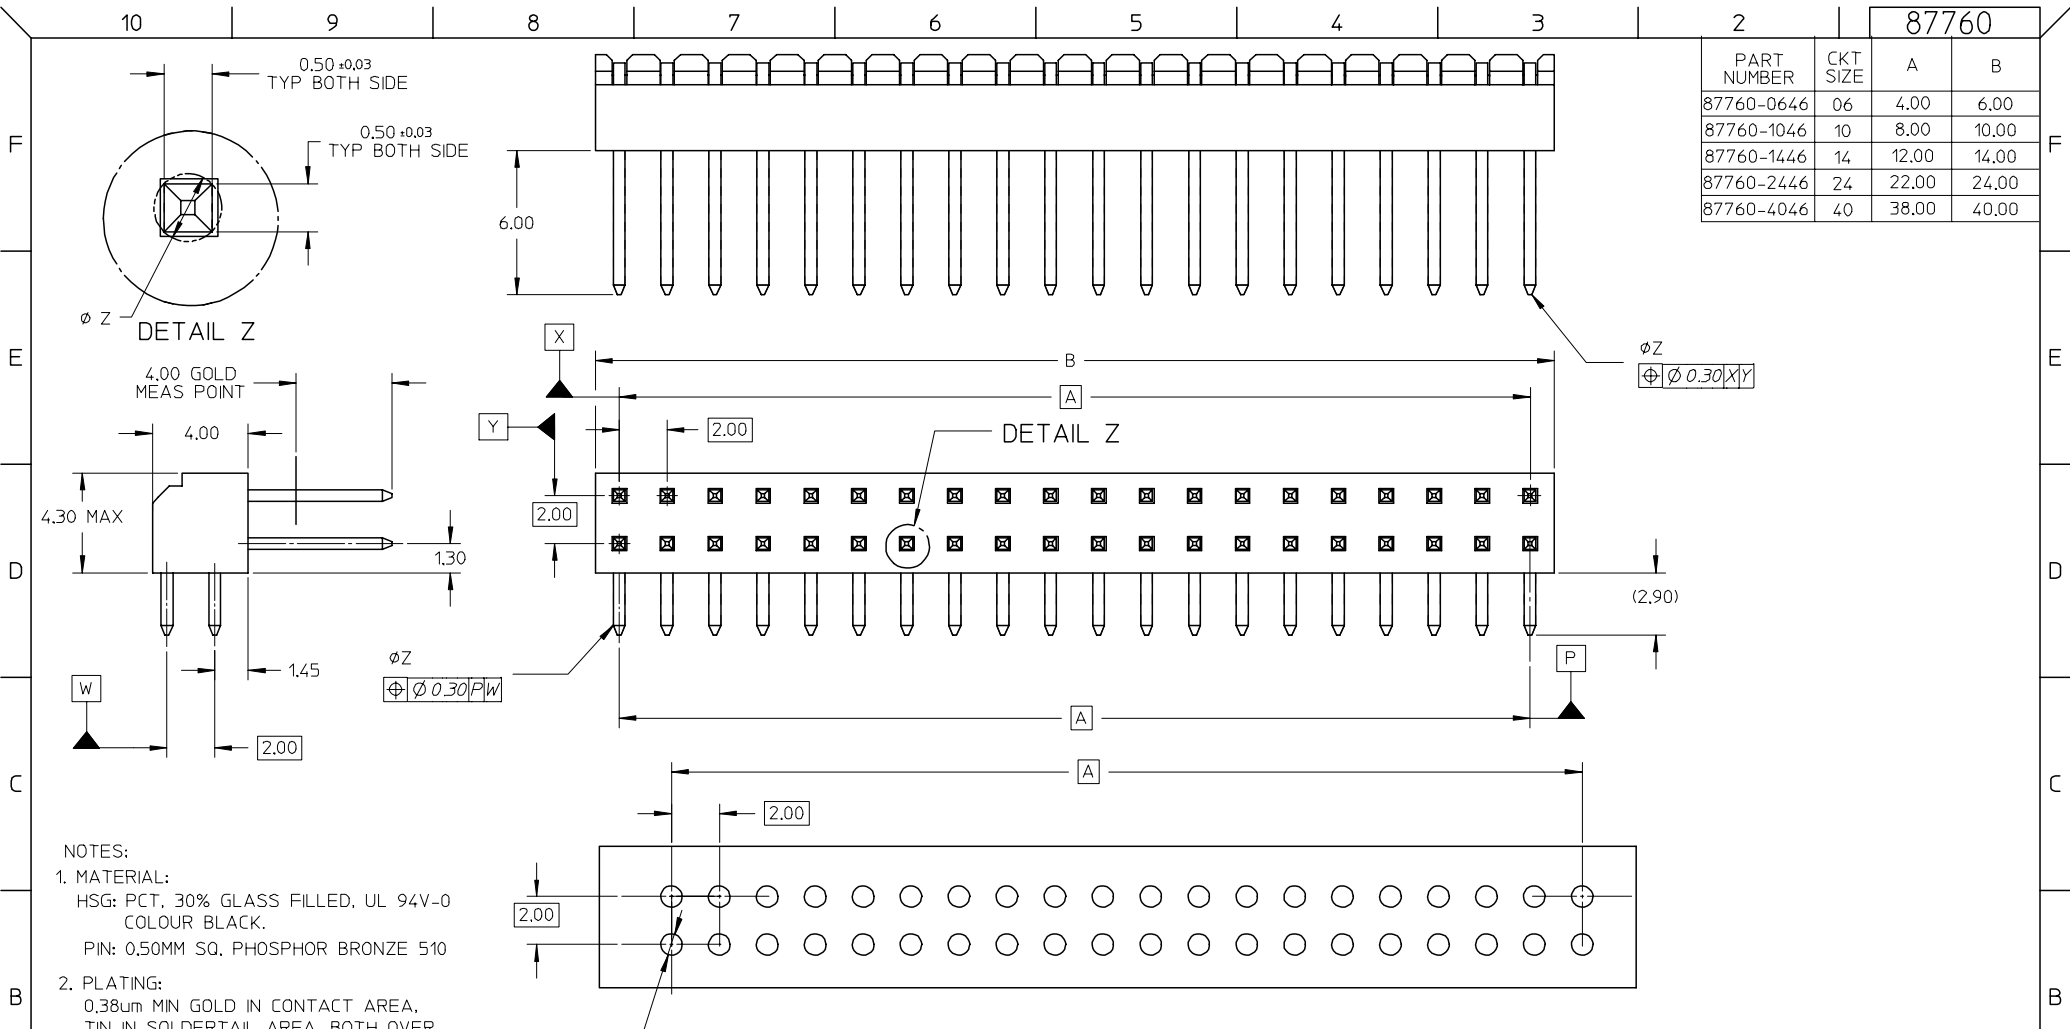 10 9 8 7 6 5 4 3 2 87760
PART NUMBER CKT SIZE A B
87760-0646 06 4.00 6.00
87760-1046 10 8.00 10.00
87760-1446 14 12.00 14.00
87760-2446 24 22.00 24.00
87760-4046 40 38.00 40.00
0.50 ±0.03
TYP BOTH SIDE
0.50 ±0.03
TYP BOTH SIDE
F
F
6.00
ø Z
DETAIL Z
E
E
X
B
øZ
⌖ Ø 0.30 X Y
4.00 GOLD
MEAS POINT
A
Y
2.00
DETAIL Z
4.00
4.30 MAX
2.00
1.30
D
D
(2.90)
øZ
⌖ Ø 0.30 P W
1.45
P
W
A
2.00
A
C
C
2.00
2.00
NOTES:
1. MATERIAL:
HSG: PCT, 30% GLASS FILLED, UL 94V-0
COLOUR BLACK.
PIN: 0.50MM SQ. PHOSPHOR BRONZE 510
2. PLATING:
0.38um MIN GOLD IN CONTACT AREA,
TIN IN SOLDERTAIL AREA, BOTH OVER
B
B